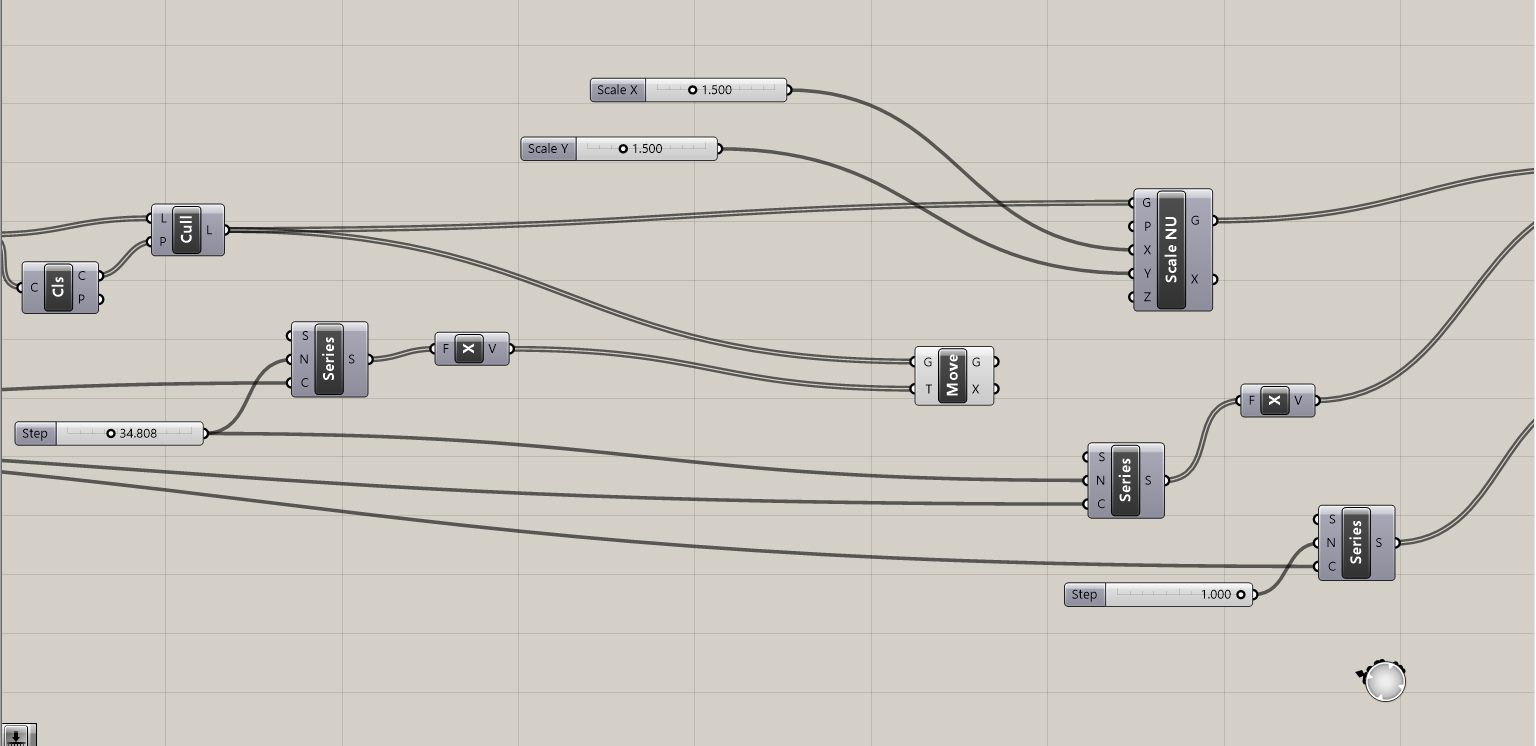 Scale X 1.500
Scale Y 1.500
G
P
X
Y
Z
Scale NU
G
X
L
P
Cull
L
C
Cls
C
P
S
N
C
Series
S
F X V
G
T
Move
G
X
F X V
Step 34.808
S
N
C
Series
S
S
N
C
Series
S
Step 1.000